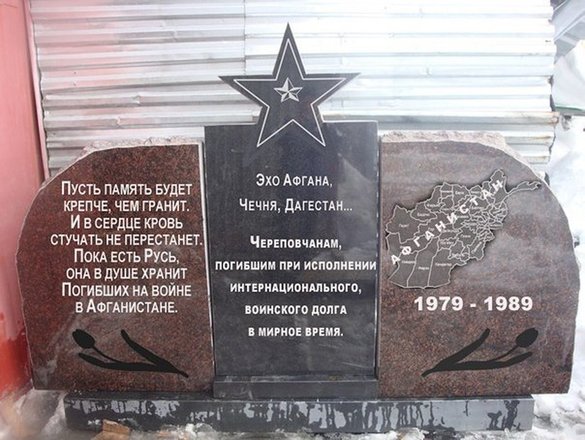 Пусть память будет
крепче, чем гранит.
И в сердце кровь
стучать не перестанет.
Пока есть Русь,
она в душе хранит
Погибших на войне
в Афганистане.
Эхо Афгана,
Чечня, Дагестан...
Череповчанам,
погибшим при исполнении
интернационального,
воинского долга
в мирное время.
АФГАНИСТАН
1979 - 1989